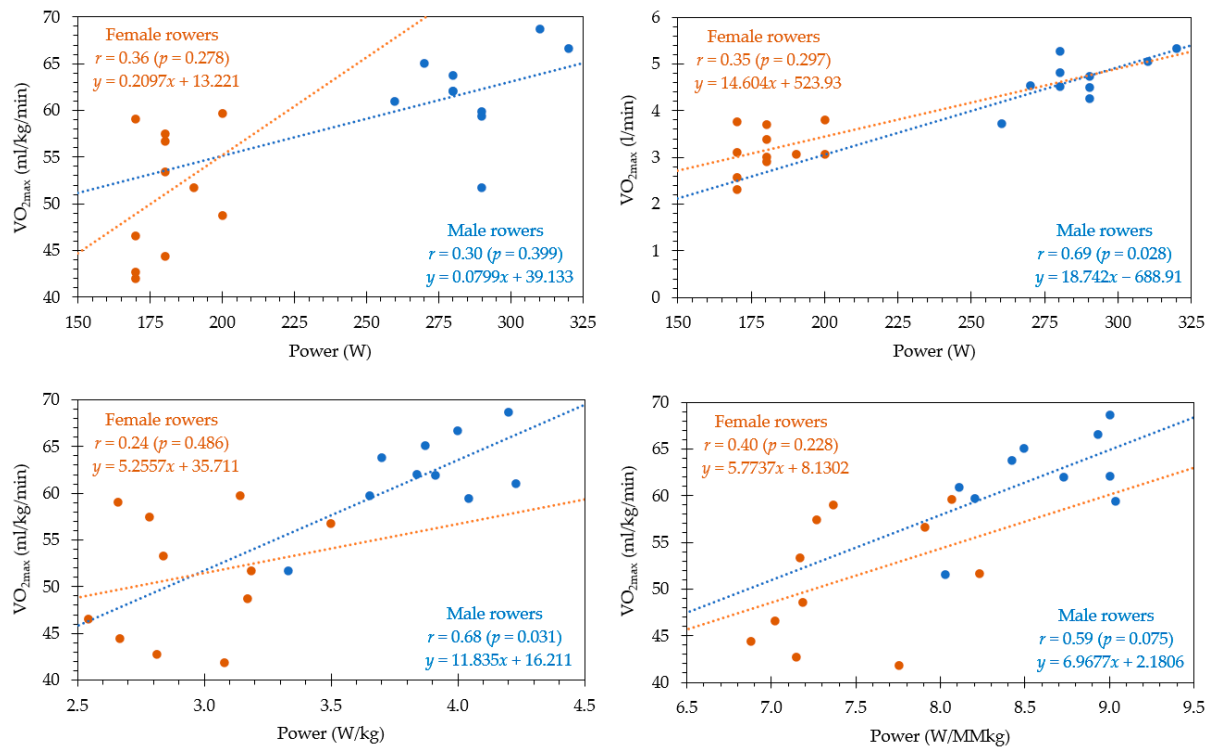 70
65
60
55
50
45
40
VO2max (ml/kg/min)
Female rowers
r = 0.36 (p = 0.278)
y = 0.2097x + 13.221
Male rowers
r = 0.30 (p = 0.399)
y = 0.0799x + 39.133
150 175 200 225 250 275 300 325
Power (W)
6
5
4
3
2
1
0
VO2max (l/min)
Female rowers
r = 0.35 (p = 0.297)
y = 14.604x + 523.93
Male rowers
r = 0.69 (p = 0.028)
y = 18.742x − 688.91
150 175 200 225 250 275 300 325
Power (W)
70
65
60
55
50
45
40
VO2max (ml/kg/min)
Female rowers
r = 0.24 (p = 0.486)
y = 5.2557x + 35.711
Male rowers
r = 0.68 (p = 0.031)
y = 11.835x + 16.211
2.5 3.0 3.5 4.0 4.5
Power (W/kg)
70
65
60
55
50
45
40
VO2max (ml/kg/min)
Female rowers
r = 0.40 (p = 0.228)
y = 5.7737x + 8.1302
Male rowers
r = 0.59 (p = 0.075)
y = 6.9677x + 2.1806
6.5 7.0 7.5 8.0 8.5 9.0 9.5
Power (W/MMkg)